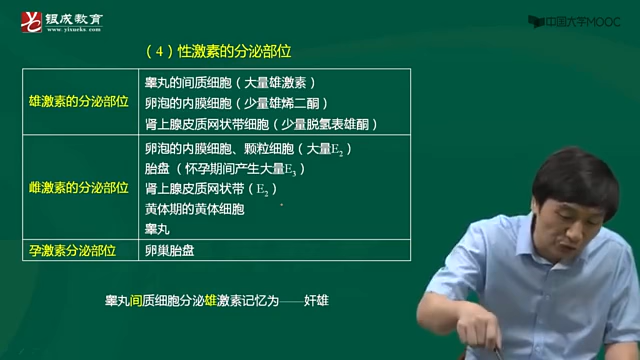 银成教育
www.yixueks.com
中国大学MOOC
（4）性激素的分泌部位
雄激素的分泌部位
睾丸的间质细胞（大量雄激素）
卵泡的内膜细胞（少量雄烯二酮）
肾上腺皮质网状带细胞（少量脱氢表雄酮）
雌激素的分泌部位
卵泡的内膜细胞、颗粒细胞（大量E₂）
胎盘（怀孕期间产生大量E₃）
肾上腺皮质网状带（E₂）
黄体期的黄体细胞
睾丸
孕激素分泌部位
卵巢胎盘
睾丸间质细胞分泌雄激素记忆为——奸雄